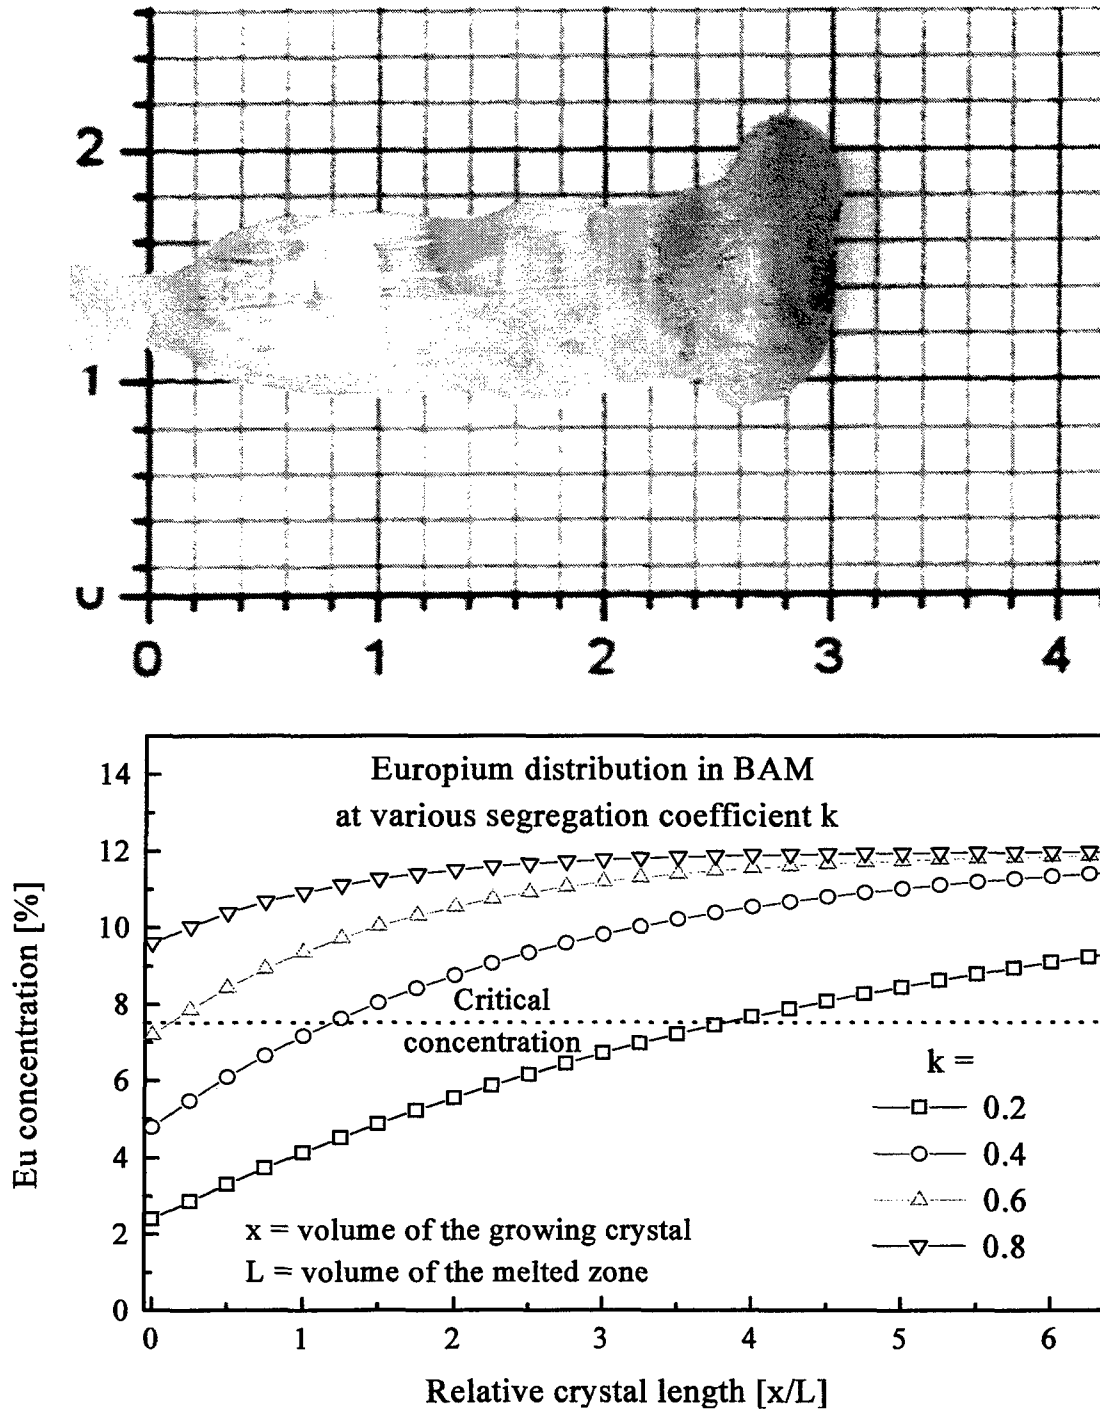 2
1
0
0 1 2 3 4
Europium distribution in BAM
at various segregation coefficient k
14
12
10
8
6
4
2
0
Eu concentration [%]
Critical
concentration
k =
0.2
0.4
0.6
0.8
x = volume of the growing crystal
L = volume of the melted zone
0 1 2 3 4 5 6
Relative crystal length [x/L]